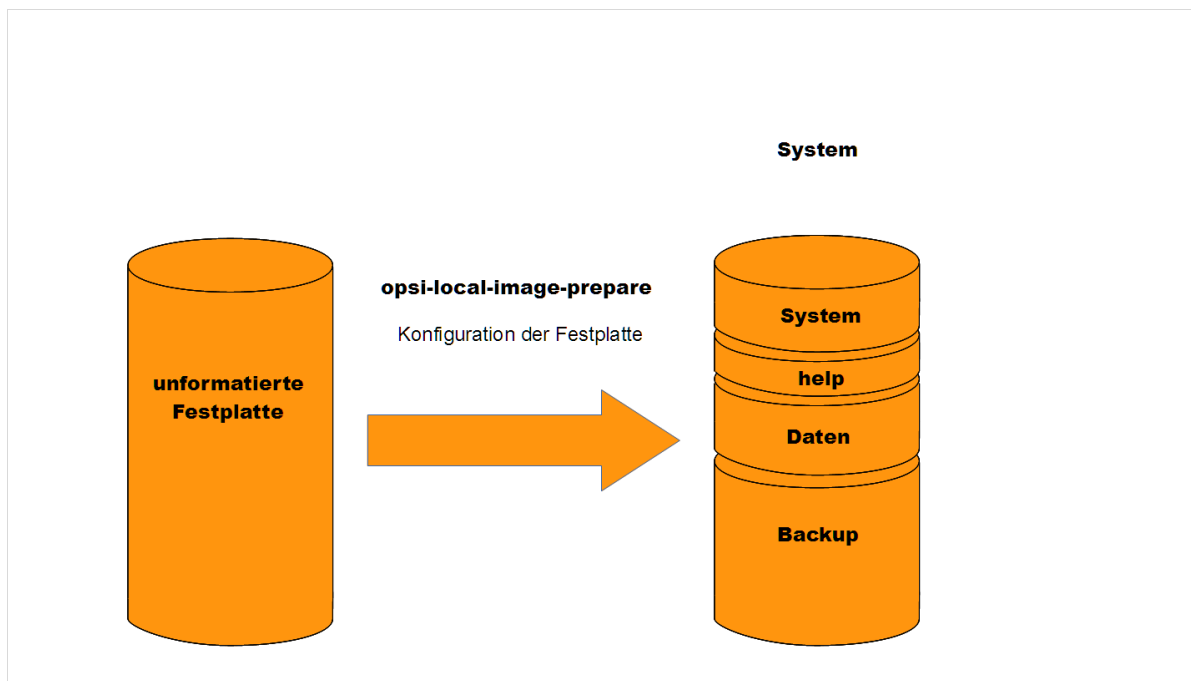 System
opsi-local-image-prepare
Konfiguration der Festplatte
unformatierte
Festplatte
System
help
Daten
Backup